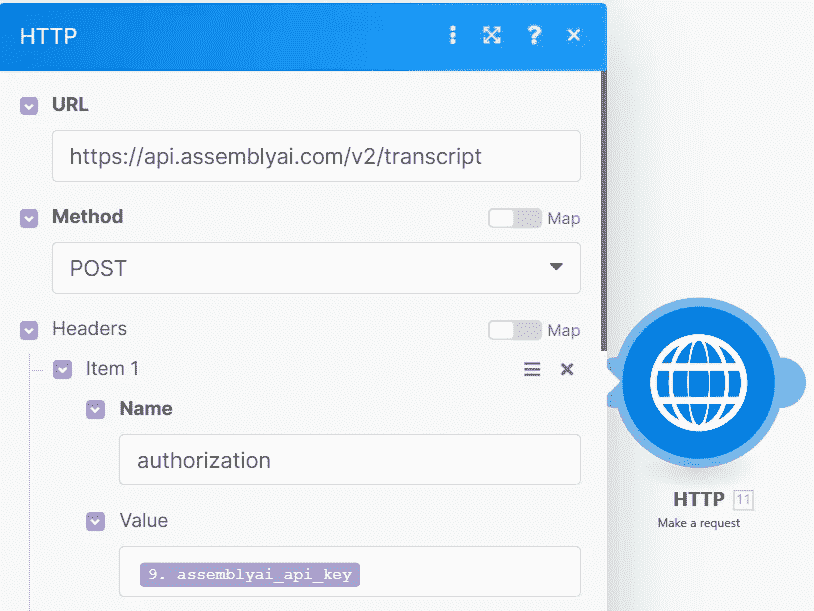 HTTP
URL
https://api.assemblyai.com/v2/transcript
Method
Map
POST
Headers
Map
Item 1
Name
authorization
Value
9. assemblyai_api_key
HTTP 11
Make a request